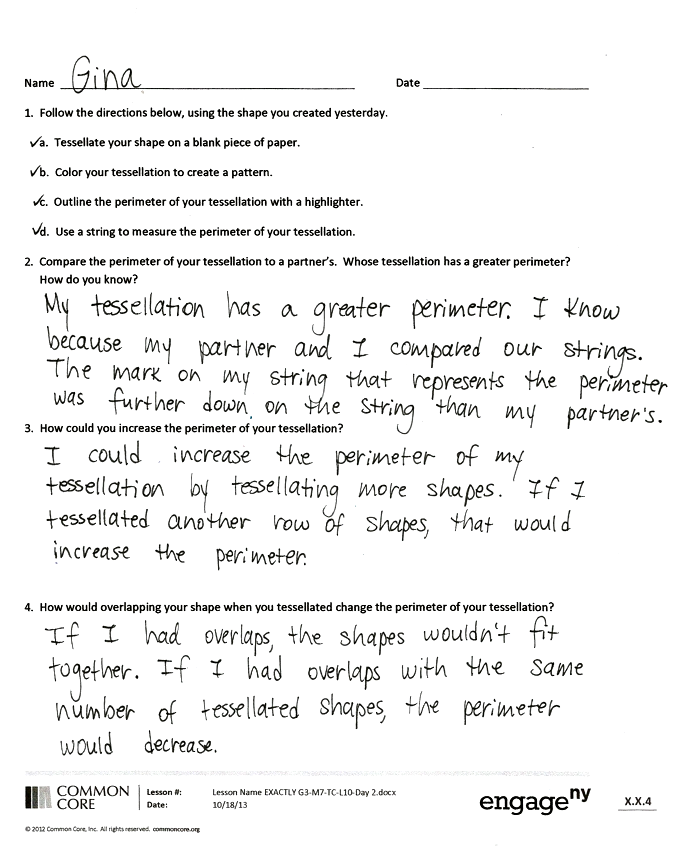 Name Gina Date
1. Follow the directions below, using the shape you created yesterday.
✓a. Tessellate your shape on a blank piece of paper.
✓b. Color your tessellation to create a pattern.
✓c. Outline the perimeter of your tessellation with a highlighter.
✓d. Use a string to measure the perimeter of your tessellation.
2. Compare the perimeter of your tessellation to a partner's. Whose tessellation has a greater perimeter?
How do you know?
My tessellation has a greater perimeter. I know
because my partner and I compared our strings.
The mark on my string that represents the perimeter
was further down on the string than my partner's.
3. How could you increase the perimeter of your tessellation?
I could increase the perimeter of my
tessellation by tessellating more shapes. If I
tessellated another row of shapes, that would
increase the perimeter.
4. How would overlapping your shape when you tessellated change the perimeter of your tessellation?
If I had overlaps, the shapes wouldn't fit
together. If I had overlaps with the same
number of tessellated shapes, the perimeter
would decrease.
COMMON CORE
Lesson #: Lesson Name EXACTLY G3-M7-TC-L10-Day 2.docx
Date: 10/18/13
engageny
X.X.4
© 2012 Common Core, Inc. All rights reserved. commoncore.org